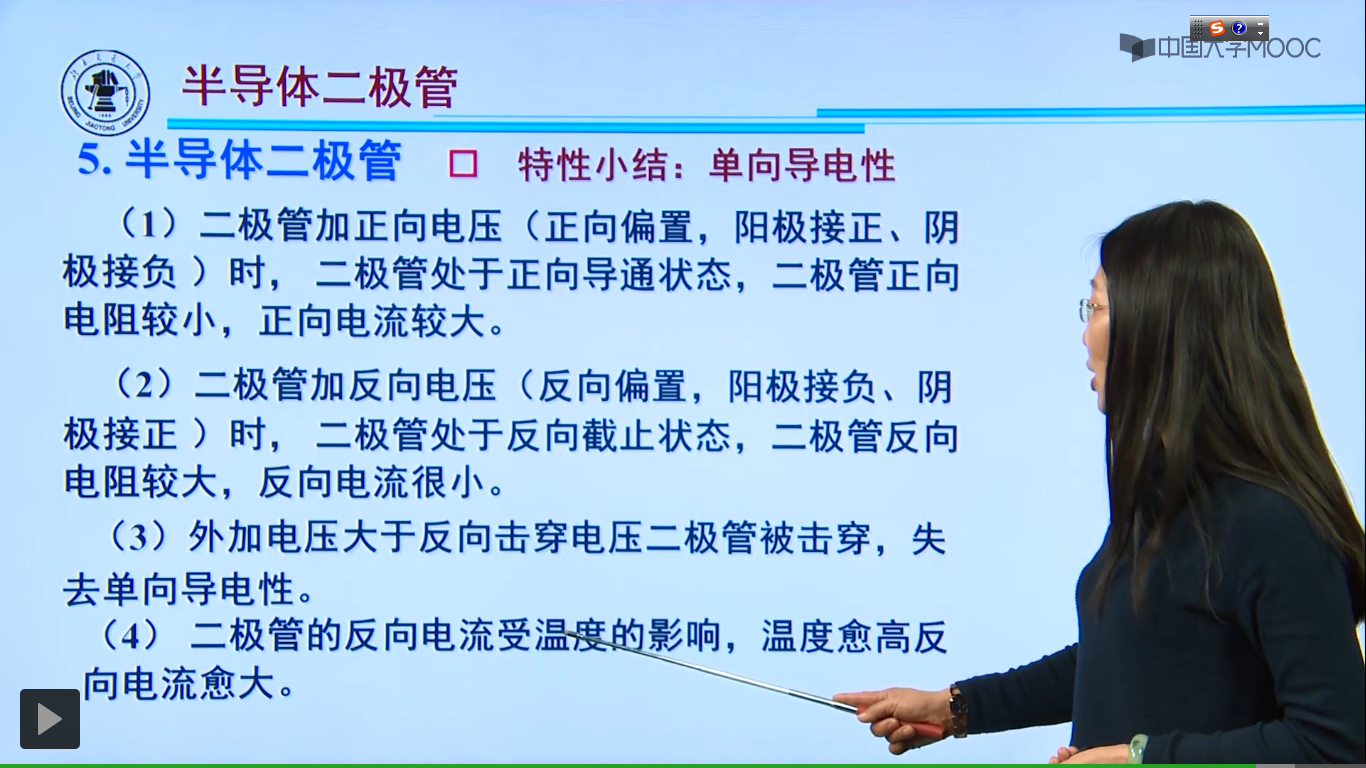 中国大学MOOC
半导体二极管
BEIJING JIAOTONG UNIVERSITY
5. 半导体二极管 □ 特性小结：单向导电性
（1）二极管加正向电压（正向偏置，阳极接正、阴
极接负 ）时， 二极管处于正向导通状态，二极管正向
电阻较小，正向电流较大。
（2）二极管加反向电压（反向偏置，阳极接负、阴
极接正 ）时， 二极管处于反向截止状态，二极管反向
电阻较大，反向电流很小。
（3）外加电压大于反向击穿电压二极管被击穿，失
去单向导电性。
（4） 二极管的反向电流受温度的影响，温度愈高反
向电流愈大。